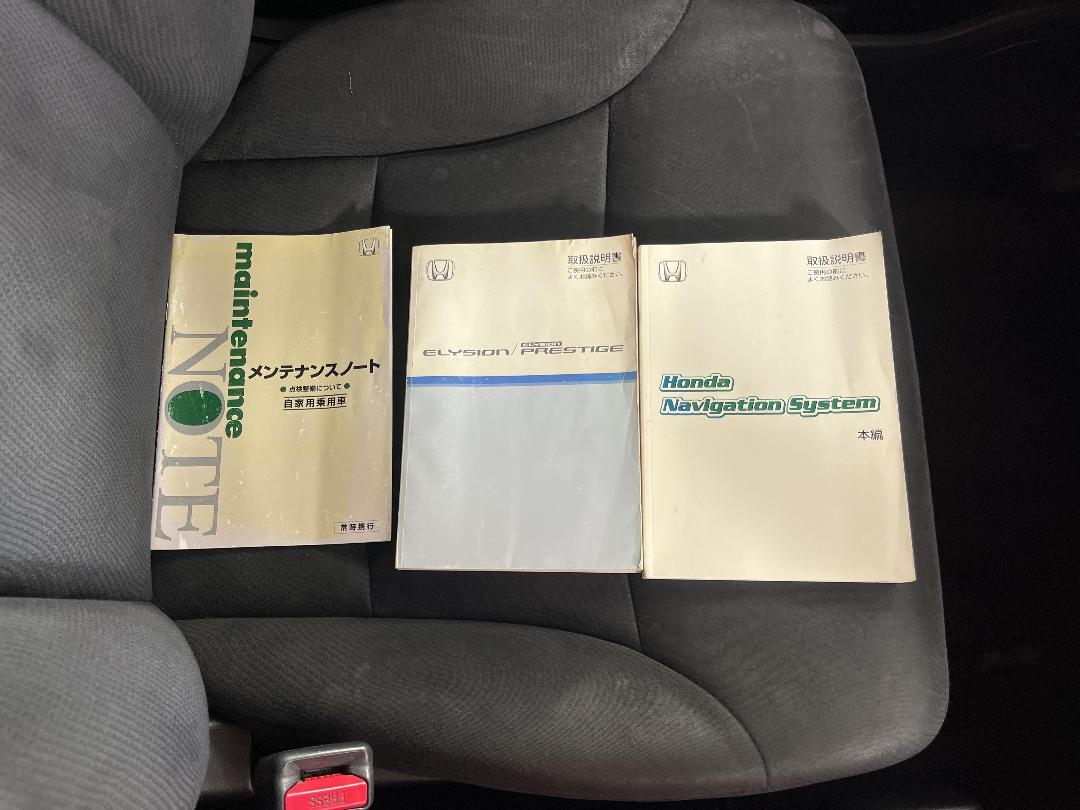 maintenance
NOTE
メンテナンスノート
●点検整備について●
自家用乗用車
常時携行
取扱説明書
ご使用の前に
よくお読みください。
ELYSION/ELYSION PRESTIGE
取扱説明書
ご使用の前に
よくお読みください。
Honda
Navigation System
本編
PRESS